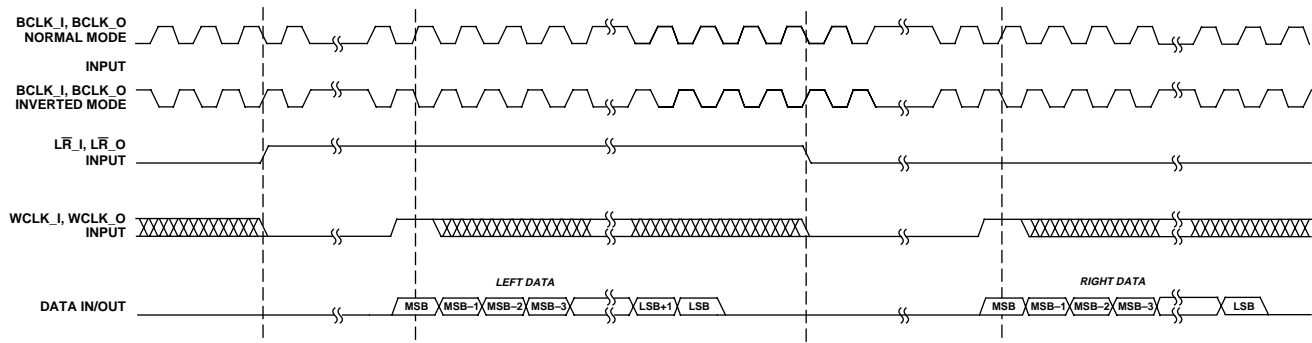 BCLK_I, BCLK_O
NORMAL MODE
INPUT
BCLK_I, BCLK_O
INVERTED MODE
LR̅_I, LR̅_O
INPUT
WCLK_I, WCLK_O
INPUT
LEFT DATA
RIGHT DATA
DATA IN/OUT
MSB
MSB–1
MSB–2
MSB–3
LSB+1
LSB
MSB
MSB–1
MSB–2
MSB–3
LSB